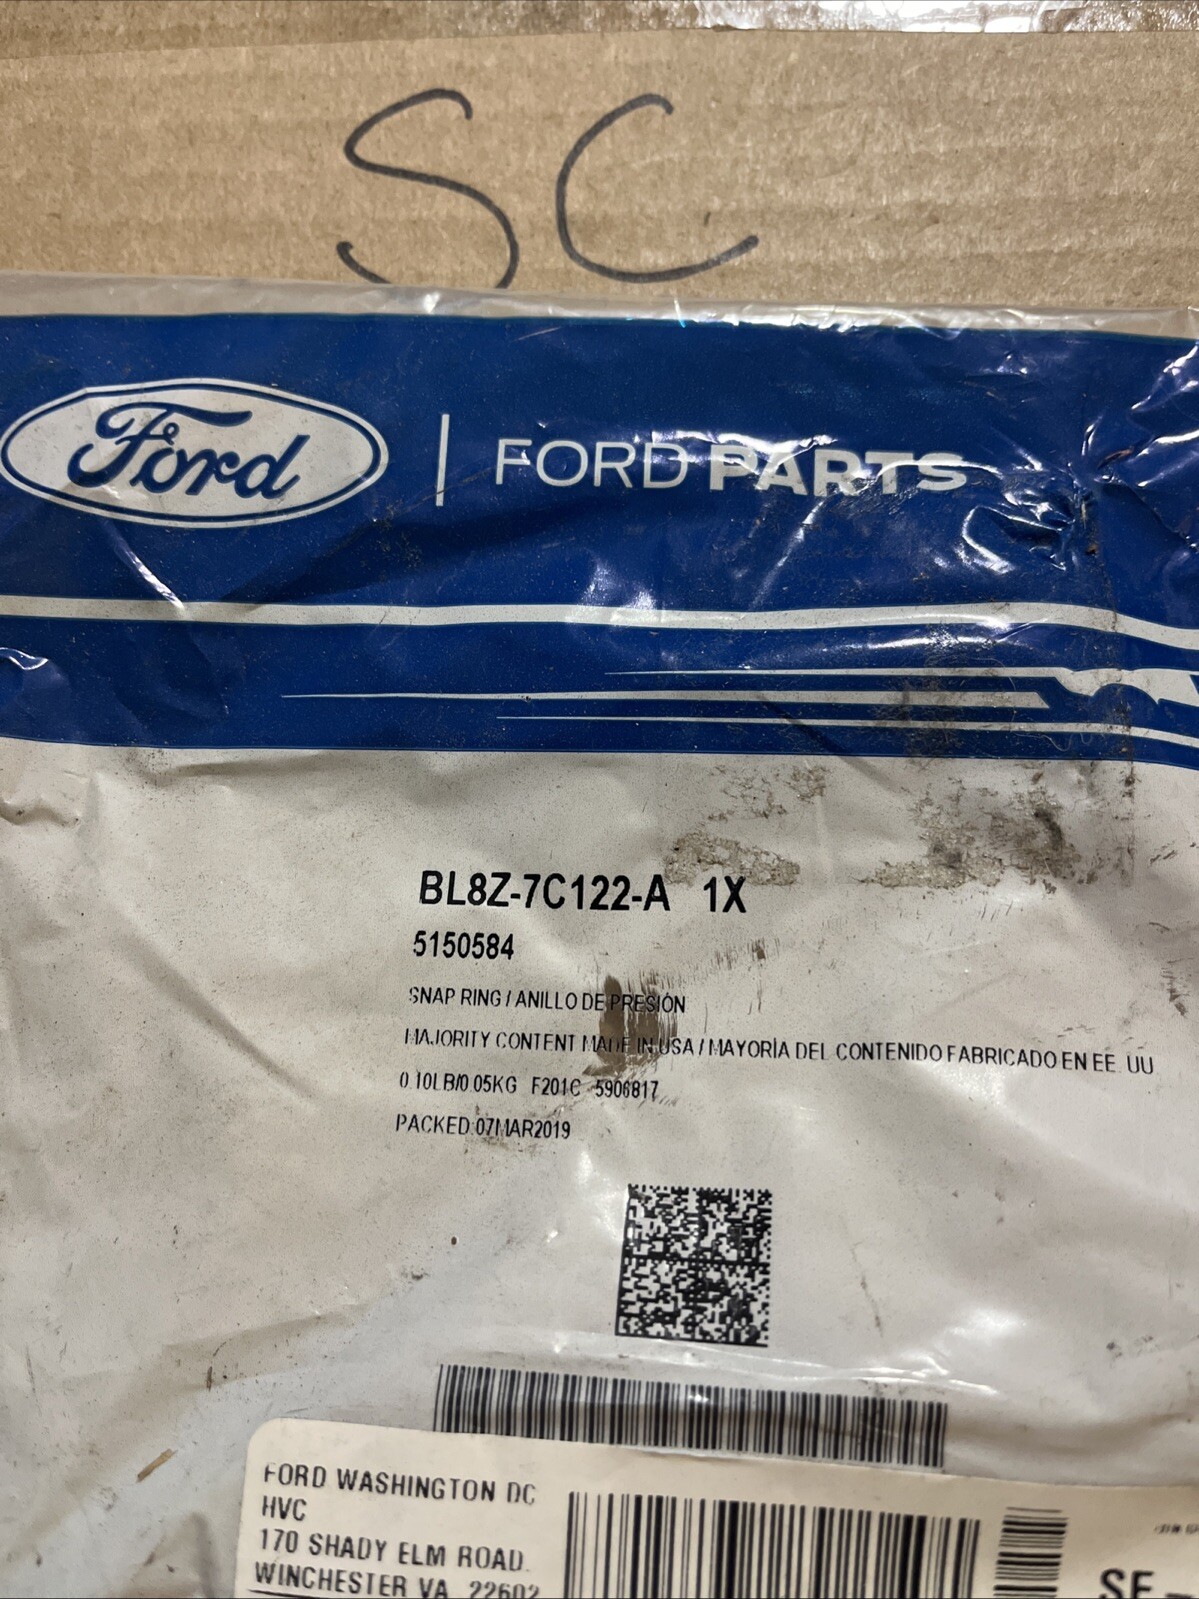 SC
Ford | FORD PARTS
BL8Z-7C122-A 1X
5150584
SNAP RING / ANILLO DE PRESIÓN
MAJORITY CONTENT MADE IN USA / MAYORÍA DEL CONTENIDO FABRICADO EN EE. UU
0.10LB/0.05KG F201C 5906817
PACKED:07MAR2019
FORD WASHINGTON DC
HVC
170 SHADY ELM ROAD
WINCHESTER VA 22602